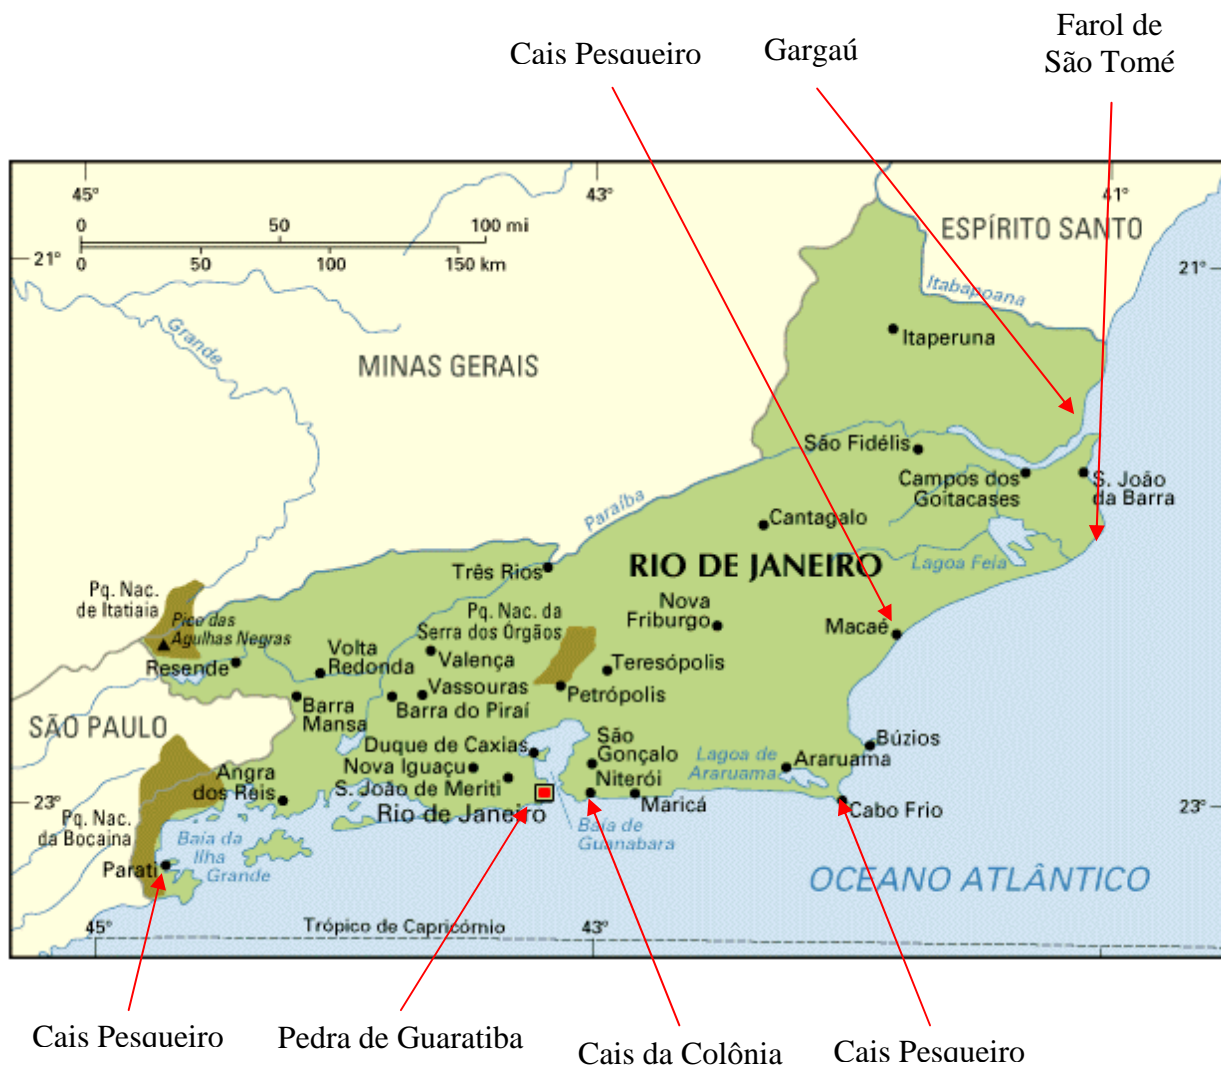 Farol de
São Tomé
Cais Pesqueiro
Gargaú
45°
43°
41°
0 50 100 mi
0 50 100 150 km
21°
21°
ESPÍRITO SANTO
Itabapoana
Grande
Itaperuna
MINAS GERAIS
São Fidélis
Campos dos
Goitacases
S. João
da Barra
Paraíba
Cantagalo
Lagoa Feia
RIO DE JANEIRO
Três Rios
Pq. Nac.
de Itatiaia
Pico das
Agulhas Negras
Pq. Nac. da
Serra dos Órgãos
Nova
Friburgo
Macaé
Resende
Volta
Redonda
Valença
Teresópolis
Vassouras
Petrópolis
Barra
Mansa
Barra do Piraí
SÃO PAULO
Duque de Caxias
São
Gonçalo
Búzios
Nova Iguaçu
Lagoa de
Araruama
Araruama
Angra
dos Reis
S. João de Meriti
Niterói
Maricá
23°
23°
Rio de Janeiro
Cabo Frio
Pq. Nac.
da Bocaina
Baía da
Ilha
Grande
Baía de
Guanabara
Parati
OCEANO ATLÂNTICO
Trópico de Capricórnio
45°
43°
Cais Pesqueiro
Pedra de Guaratiba
Cais da Colônia
Cais Pesqueiro